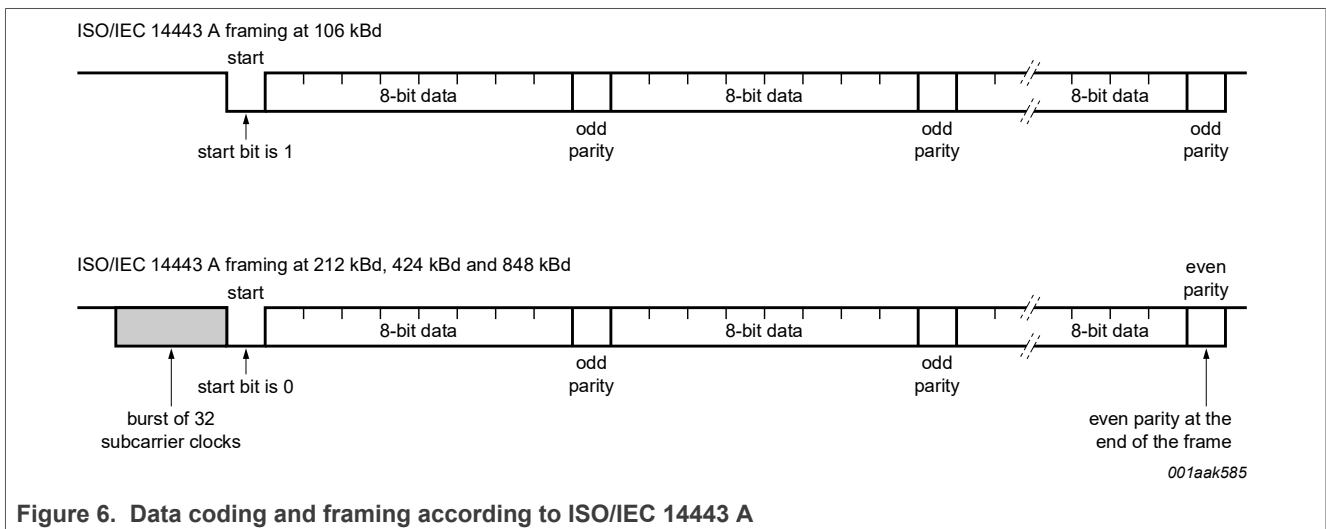 ISO/IEC 14443 A framing at 106 kBd
start
8-bit data
8-bit data
8-bit data
start bit is 1
odd
parity
odd
parity
odd
parity
ISO/IEC 14443 A framing at 212 kBd, 424 kBd and 848 kBd
start
even
parity
8-bit data
8-bit data
8-bit data
start bit is 0
odd
parity
odd
parity
burst of 32
subcarrier clocks
even parity at the
end of the frame
001aak585
Figure 6. Data coding and framing according to ISO/IEC 14443 A